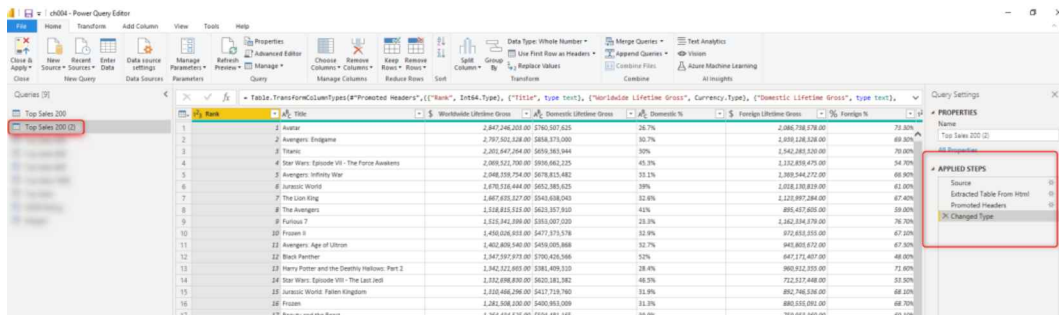 ch004 - Power Query Editor
File Home Transform Add Column View Tools Help
Close & Apply New Source Recent Sources Enter Data Data source settings Manage Parameters Refresh Preview Properties Advanced Editor Manage Choose Columns Remove Columns Keep Rows Remove Rows Split Column Group By Data Type: Whole Number Use First Row as Headers Replace Values Merge Queries Append Queries Combine Files Text Analytics Vision Azure Machine Learning
Close New Query Data Sources Parameters Query Manage Columns Reduce Rows Sort Transform Combine AI Insights
Queries [9]
Top Sales 200
Top Sales 200 (2)
= Table.TransformColumnTypes(#"Promoted Headers",{{"Rank", Int64.Type}, {"Title", type text}, {"Worldwide Lifetime Gross", Currency.Type}, {"Domestic Lifetime Gross", type text},
Rank Title Worldwide Lifetime Gross Domestic Lifetime Gross Domestic % Foreign Lifetime Gross Foreign %
1 1 Avatar 2,847,246,203.00 $760,507,625 26.7% 2,086,738,578.00 73.30%
2 2 Avengers: Endgame 2,797,501,328.00 $858,373,000 30.7% 1,939,128,328.00 69.30%
3 3 Titanic 2,201,647,264.00 $659,363,944 30% 1,542,283,320.00 70.00%
4 4 Star Wars: Episode VII - The Force Awakens 2,069,521,700.00 $936,662,225 45.3% 1,132,859,475.00 54.70%
5 5 Avengers: Infinity War 2,048,359,754.00 $678,815,482 33.1% 1,369,544,272.00 66.90%
6 6 Jurassic World 1,670,516,444.00 $652,385,625 39% 1,018,130,819.00 61.00%
7 7 The Lion King 1,667,635,327.00 $543,638,043 32.6% 1,123,997,284.00 67.40%
8 8 The Avengers 1,518,815,515.00 $623,357,910 41% 895,457,605.00 59.00%
9 9 Furious 7 1,515,341,399.00 $353,007,020 23.3% 1,162,334,379.00 76.70%
10 10 Frozen II 1,450,026,933.00 $477,373,578 32.9% 972,653,355.00 67.10%
11 11 Avengers: Age of Ultron 1,402,809,540.00 $459,005,868 32.7% 943,803,672.00 67.30%
12 12 Black Panther 1,347,597,973.00 $700,426,566 52% 647,171,407.00 48.00%
13 13 Harry Potter and the Deathly Hallows: Part 2 1,342,321,665.00 $381,409,310 28.4% 960,912,355.00 71.60%
14 14 Star Wars: Episode VIII - The Last Jedi 1,332,698,830.00 $620,181,382 46.5% 712,517,448.00 53.50%
15 15 Jurassic World: Fallen Kingdom 1,310,466,296.00 $417,719,760 31.9% 892,746,536.00 68.10%
16 16 Frozen 1,281,508,100.00 $400,953,009 31.3% 880,555,091.00 68.70%
Query Settings
PROPERTIES
Name
Top Sales 200 (2)
All Properties
APPLIED STEPS
Source
Extracted Table From Html
Promoted Headers
Changed Type